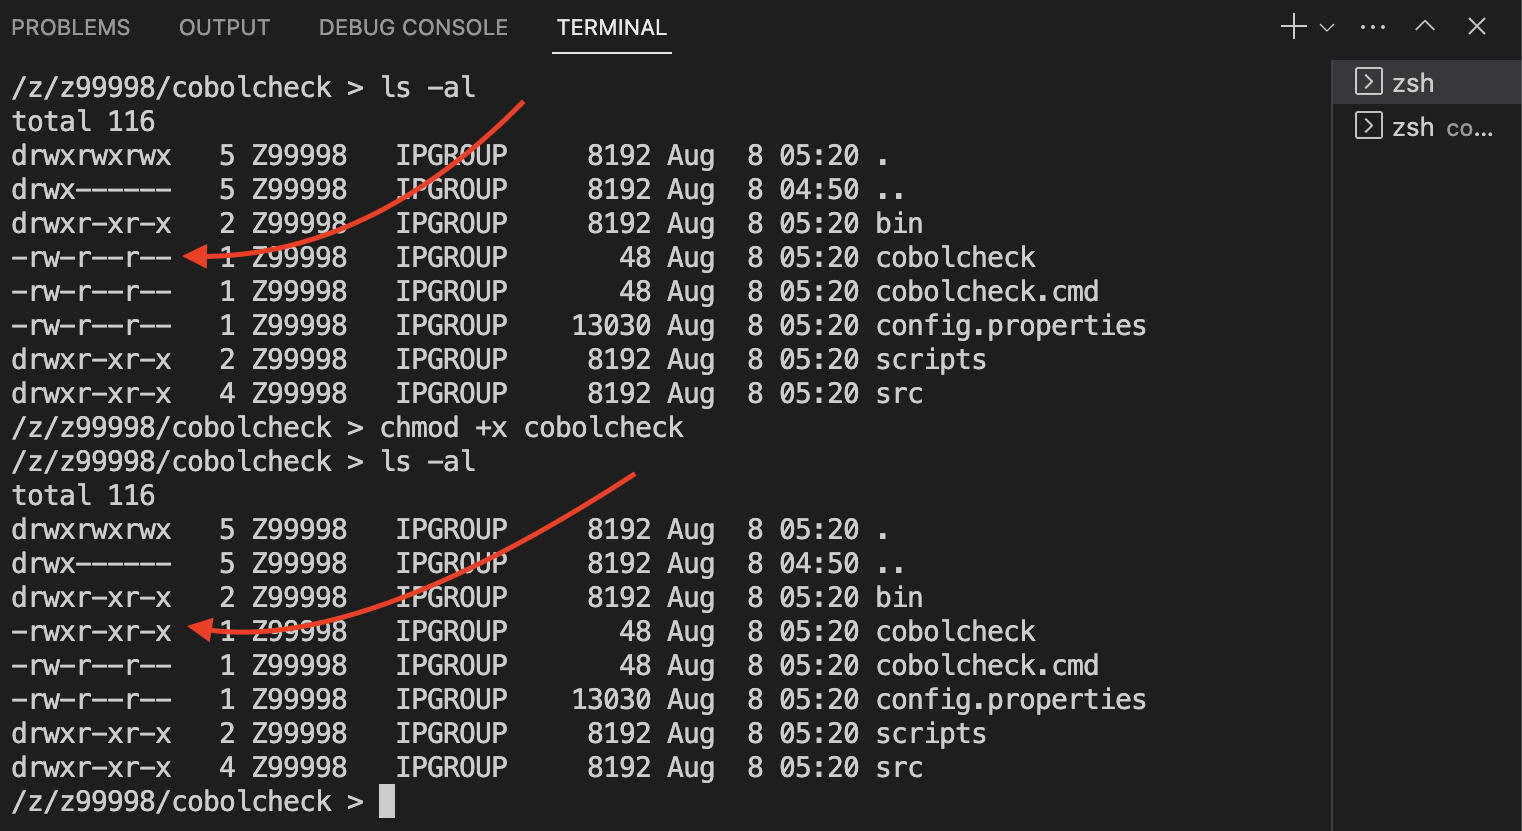 PROBLEMS OUTPUT DEBUG CONSOLE TERMINAL
/z/z99998/cobolcheck > ls -al
total 116
drwxrwxrwx   5 Z99998   IPGROUP     8192 Aug  8 05:20 .
drwx------   5 Z99998   IPGROUP     8192 Aug  8 04:50 ..
drwxr-xr-x   2 Z99998   IPGROUP     8192 Aug  8 05:20 bin
-rw-r--r--   1 Z99998   IPGROUP       48 Aug  8 05:20 cobolcheck
-rw-r--r--   1 Z99998   IPGROUP       48 Aug  8 05:20 cobolcheck.cmd
-rw-r--r--   1 Z99998   IPGROUP    13030 Aug  8 05:20 config.properties
drwxr-xr-x   2 Z99998   IPGROUP     8192 Aug  8 05:20 scripts
drwxr-xr-x   4 Z99998   IPGROUP     8192 Aug  8 05:20 src
/z/z99998/cobolcheck > chmod +x cobolcheck
/z/z99998/cobolcheck > ls -al
total 116
drwxrwxrwx   5 Z99998   IPGROUP     8192 Aug  8 05:20 .
drwx------   5 Z99998   IPGROUP     8192 Aug  8 04:50 ..
drwxr-xr-x   2 Z99998   IPGROUP     8192 Aug  8 05:20 bin
-rwxr-xr-x   1 Z99998   IPGROUP       48 Aug  8 05:20 cobolcheck
-rw-r--r--   1 Z99998   IPGROUP       48 Aug  8 05:20 cobolcheck.cmd
-rw-r--r--   1 Z99998   IPGROUP    13030 Aug  8 05:20 config.properties
drwxr-xr-x   2 Z99998   IPGROUP     8192 Aug  8 05:20 scripts
drwxr-xr-x   4 Z99998   IPGROUP     8192 Aug  8 05:20 src
/z/z99998/cobolcheck >
zsh
zsh co...